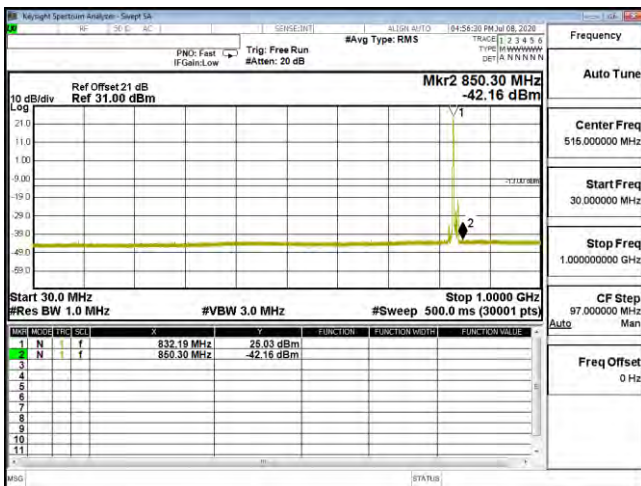 Keysight Spectrum Analyzer - Swept SA
RF 50 Ω AC SENSE:INT ALIGN AUTO 04:56:20 PM Jul 08, 2020
#Avg Type: RMS
TRACE 1 2 3 4 5 6
TYPE M W W W W W
DET A N N N N N
PNO: Fast
IFGain:Low
Trig: Free Run
#Atten: 20 dB
Mkr2 850.30 MHz
-42.16 dBm
Ref Offset 21 dB
10 dB/div Ref 31.00 dBm
Log
1
21.0
11.0
1.00
-9.00
-13.00 dBm
-19.0
-29.0
-39.0
2
-49.0
-59.0
Start 30.0 MHz Stop 1.0000 GHz
#Res BW 1.0 MHz #VBW 3.0 MHz #Sweep 500.0 ms (30001 pts)
MKR MODE TRC SCL X Y FUNCTION FUNCTION WIDTH FUNCTION VALUE
1 N 1 f 832.19 MHz 25.03 dBm
2 N 1 f 850.30 MHz -42.16 dBm
3
4
5
6
7
8
9
10
11
MSG STATUS
Frequency
Auto Tune
Center Freq
515.000000 MHz
Start Freq
30.000000 MHz
Stop Freq
1.000000000 GHz
CF Step
97.000000 MHz
Auto Man
Freq Offset
0 Hz